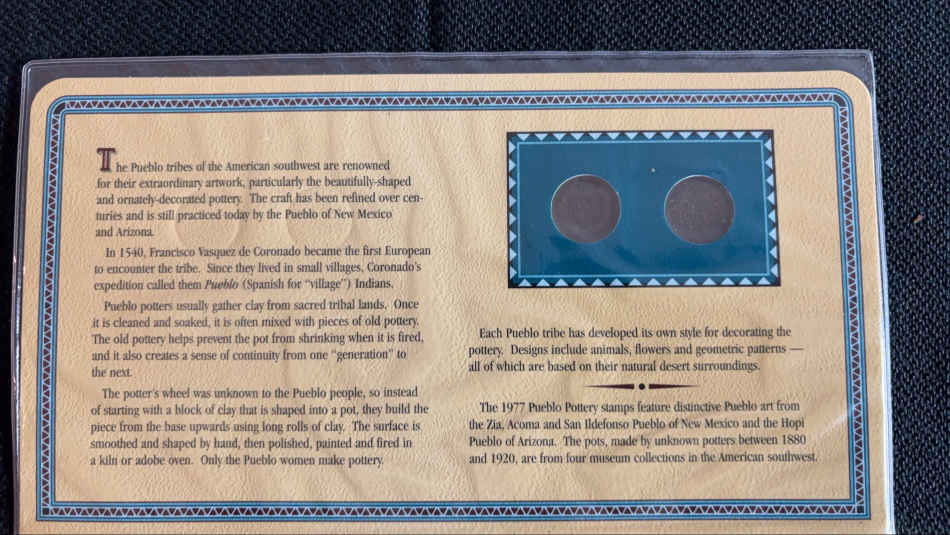 The Pueblo tribes of the American southwest are renowned
for their extraordinary artwork, particularly the beautifully-shaped
and ornately-decorated pottery. The craft has been refined over cen-
turies and is still practiced today by the Pueblo of New Mexico
and Arizona.
In 1540, Francisco Vasquez de Coronado became the first European
to encounter the tribe. Since they lived in small villages, Coronado's
expedition called them Pueblo (Spanish for "village") Indians.
Pueblo potters usually gather clay from sacred tribal lands. Once
it is cleaned and soaked, it is often mixed with pieces of old pottery.
The old pottery helps prevent the pot from shrinking when it is fired,
and it also creates a sense of continuity from one "generation" to
the next.
The potter's wheel was unknown to the Pueblo people, so instead
of starting with a block of clay that is shaped into a pot, they build the
piece from the base upwards using long rolls of clay. The surface is
smoothed and shaped by hand, then polished, painted and fired in
a kiln or adobe oven. Only the Pueblo women make pottery.
Each Pueblo tribe has developed its own style for decorating the
pottery. Designs include animals, flowers and geometric patterns —
all of which are based on their natural desert surroundings.
The 1977 Pueblo Pottery stamps feature distinctive Pueblo art from
the Zia, Acoma and San Ildefonso Pueblo of New Mexico and the Hopi
Pueblo of Arizona. The pots, made by unknown potters between 1880
and 1920, are from four museum collections in the American southwest.